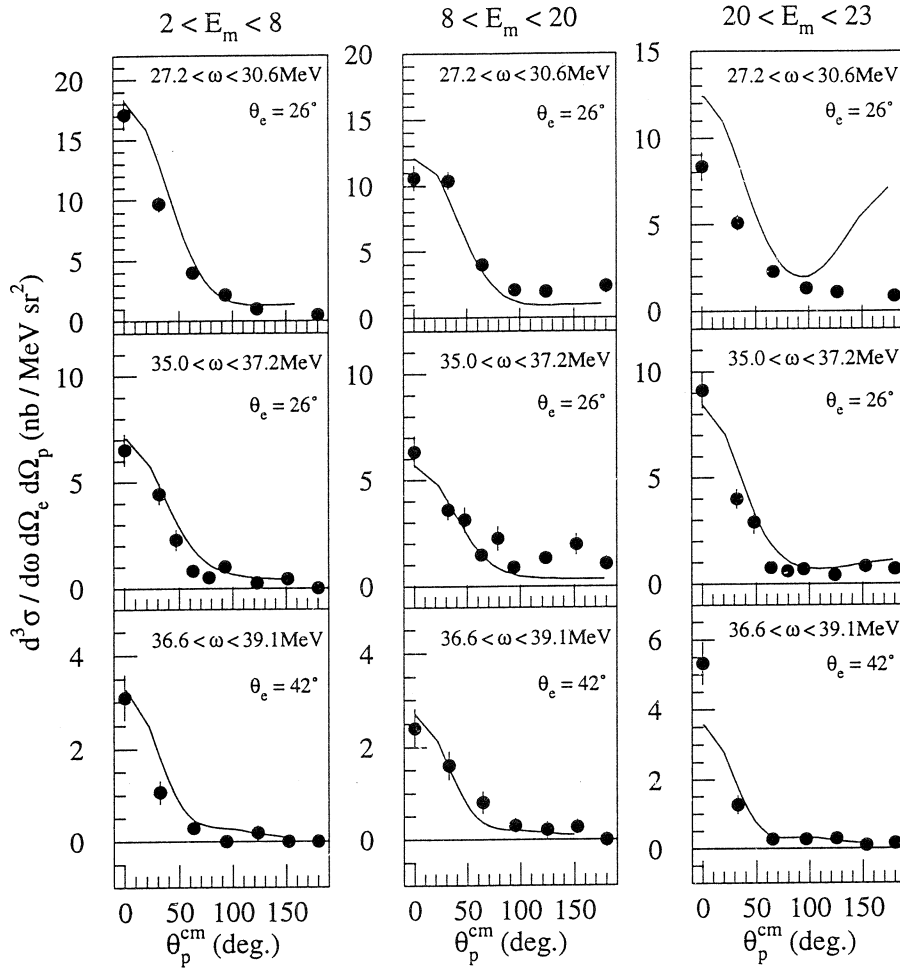 2 < E_m < 8
8 < E_m < 20
20 < E_m < 23
20
15
10
5
0
27.2 < ω < 30.6MeV
θ_e = 26°
20
15
10
5
0
27.2 < ω < 30.6MeV
θ_e = 26°
15
10
5
0
27.2 < ω < 30.6MeV
θ_e = 26°
d³σ / dω dΩ_e dΩ_p (nb / MeV sr²)
10
5
0
35.0 < ω < 37.2MeV
θ_e = 26°
10
5
0
35.0 < ω < 37.2MeV
θ_e = 26°
10
5
0
35.0 < ω < 37.2MeV
θ_e = 26°
4
2
0
36.6 < ω < 39.1MeV
θ_e = 42°
4
2
0
36.6 < ω < 39.1MeV
θ_e = 42°
6
4
2
0
36.6 < ω < 39.1MeV
θ_e = 42°
0 50 100 150
0 50 100 150
0 50 100 150
θ_p^cm (deg.)
θ_p^cm (deg.)
θ_p^cm (deg.)